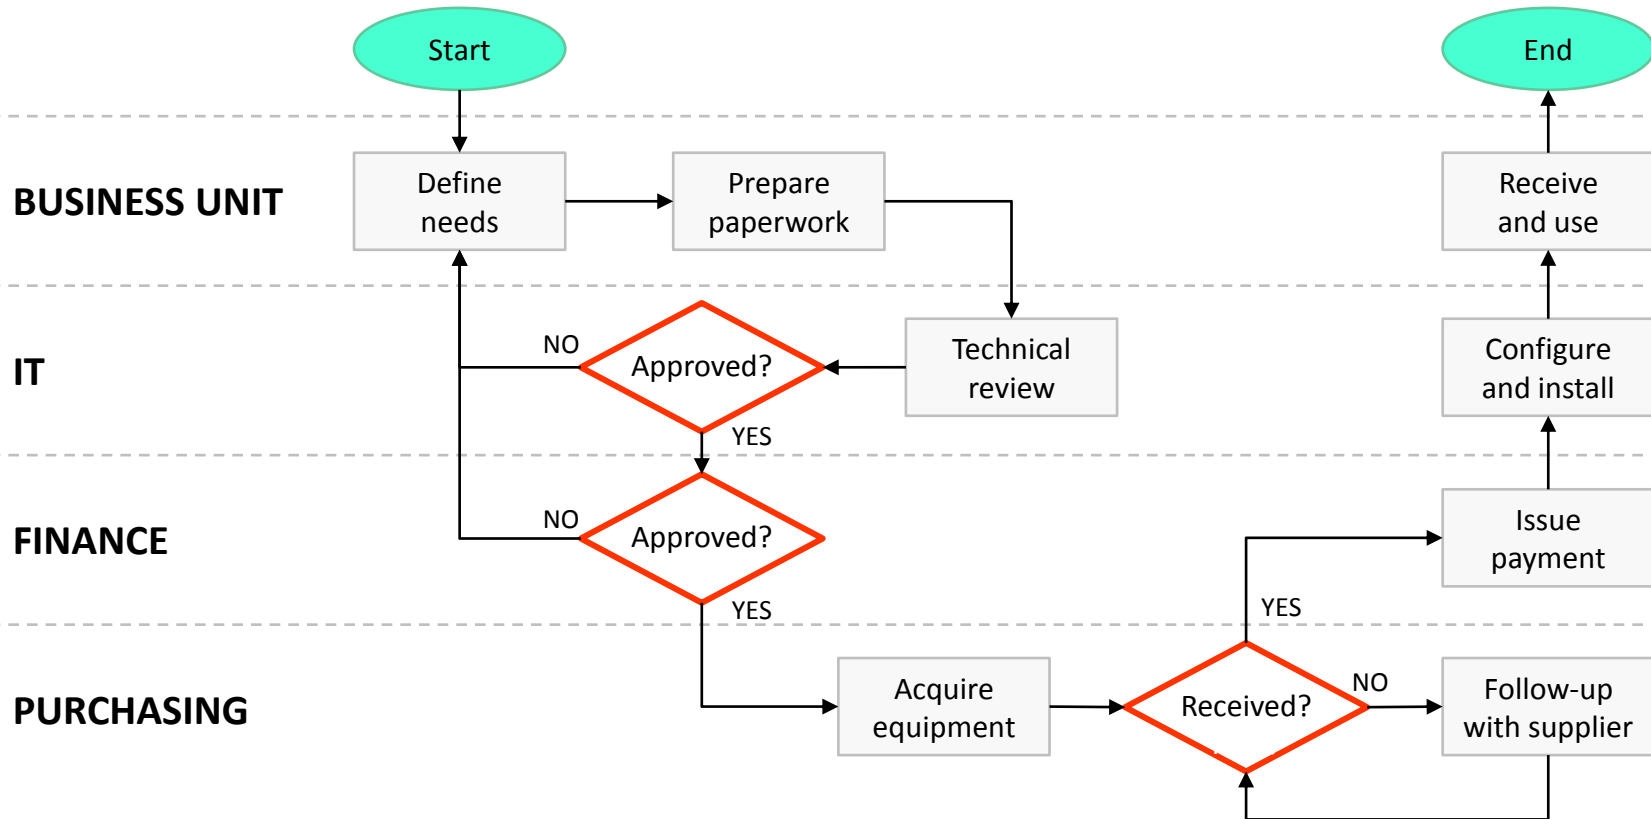 Start
End
BUSINESS UNIT
Define
needs
Prepare
paperwork
Receive
and use
IT
NO
Approved?
YES
Technical
review
Configure
and install
FINANCE
NO
Approved?
YES
Issue
payment
YES
PURCHASING
Acquire
equipment
Received?
NO
Follow-up
with supplier